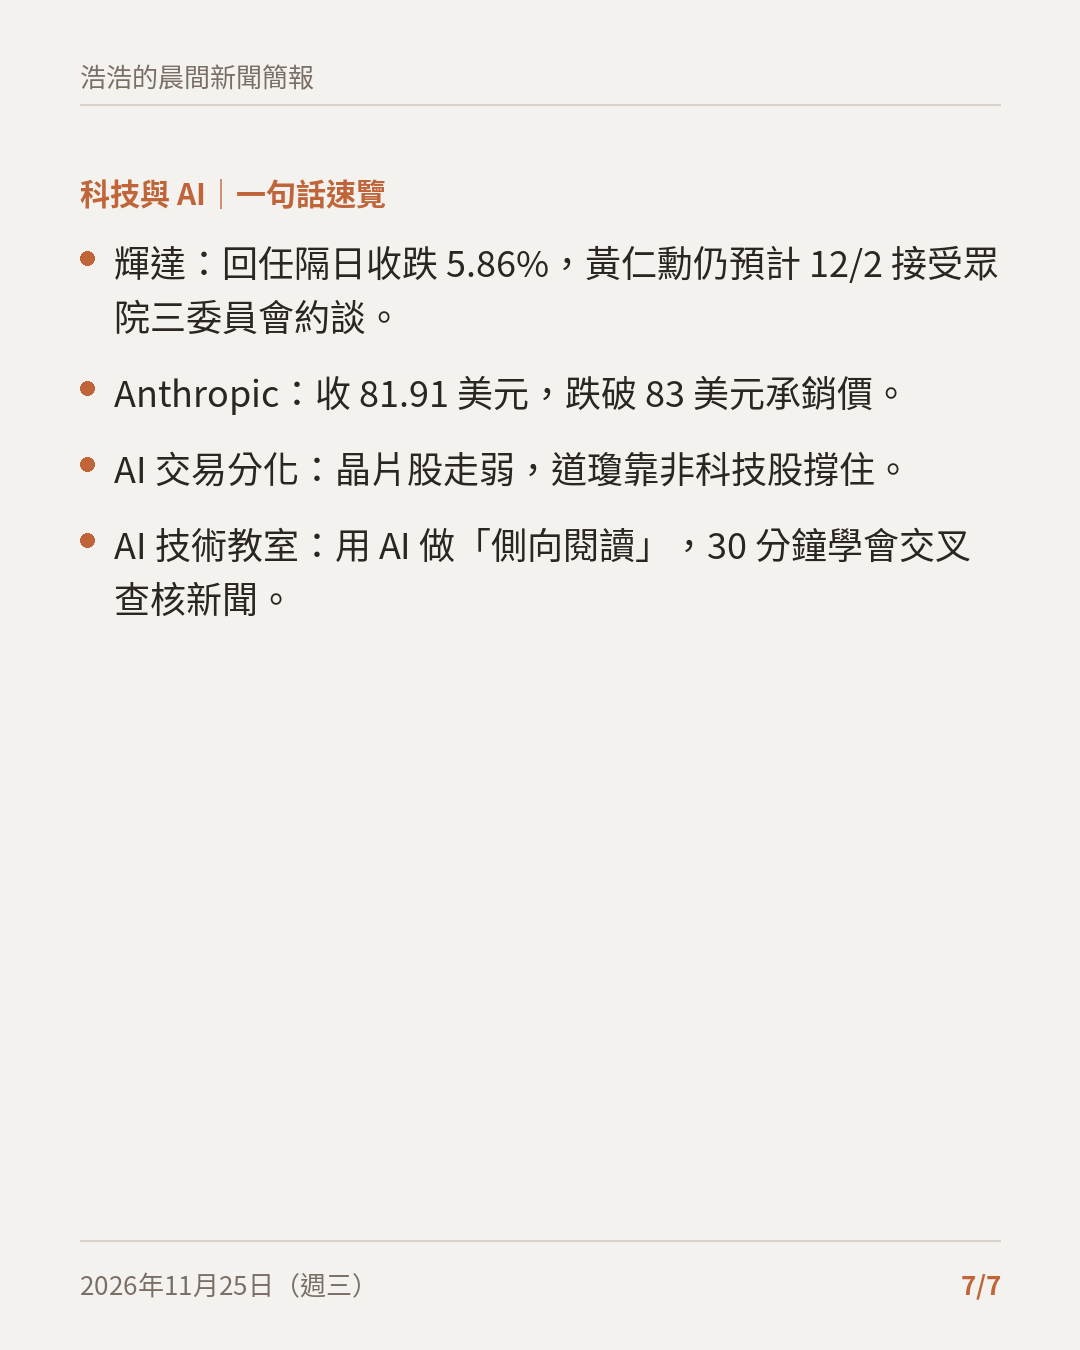 浩浩的晨間新聞簡報
科技與 AI｜一句話速覽
輝達：回任隔日收跌 5.86%，黃仁勳仍預計 12/2 接受眾
院三委員會約談。
Anthropic：收 81.91 美元，跌破 83 美元承銷價。
AI 交易分化：晶片股走弱，道瓊靠非科技股撐住。
AI 技術教室：用 AI 做「側向閱讀」，30 分鐘學會交叉
查核新聞。
2026年11月25日（週三）
7/7